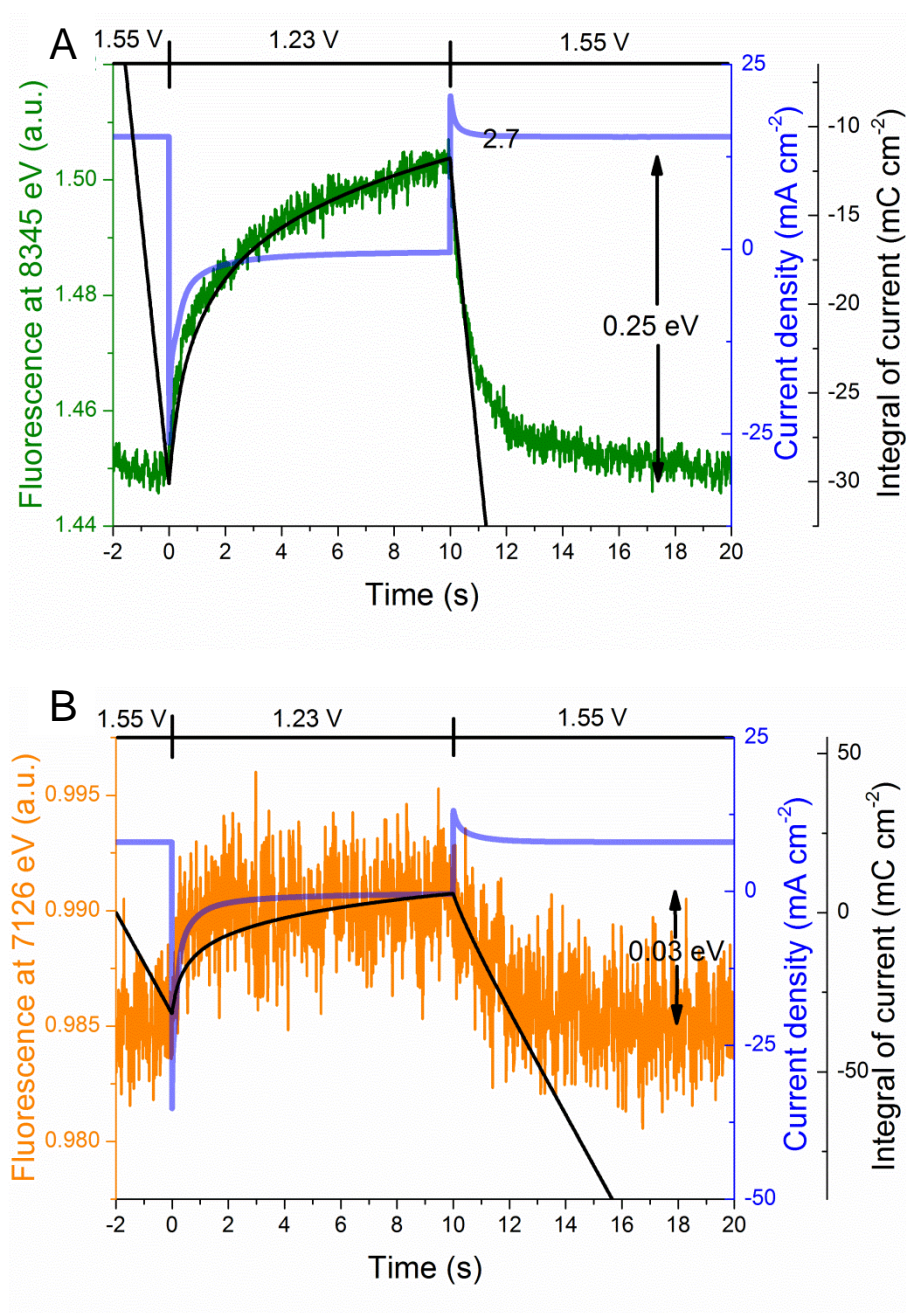 A
1.55 V 1.23 V 1.55 V
Fluorescence at 8345 eV (a.u.)
1.50
1.48
1.46
1.44
2.7
0.25 eV
25
0
-25
Current density (mA cm-2)
-10
-15
-20
-25
-30
Integral of current (mC cm-2)
-2 0 2 4 6 8 10 12 14 16 18 20
Time (s)
B
1.55 V 1.23 V 1.55 V
Fluorescence at 7126 eV (a.u.)
0.995
0.990
0.985
0.980
0.03 eV
25
0
-25
-50
Current density (mA cm-2)
50
0
-50
Integral of current (mC cm-2)
-2 0 2 4 6 8 10 12 14 16 18 20
Time (s)